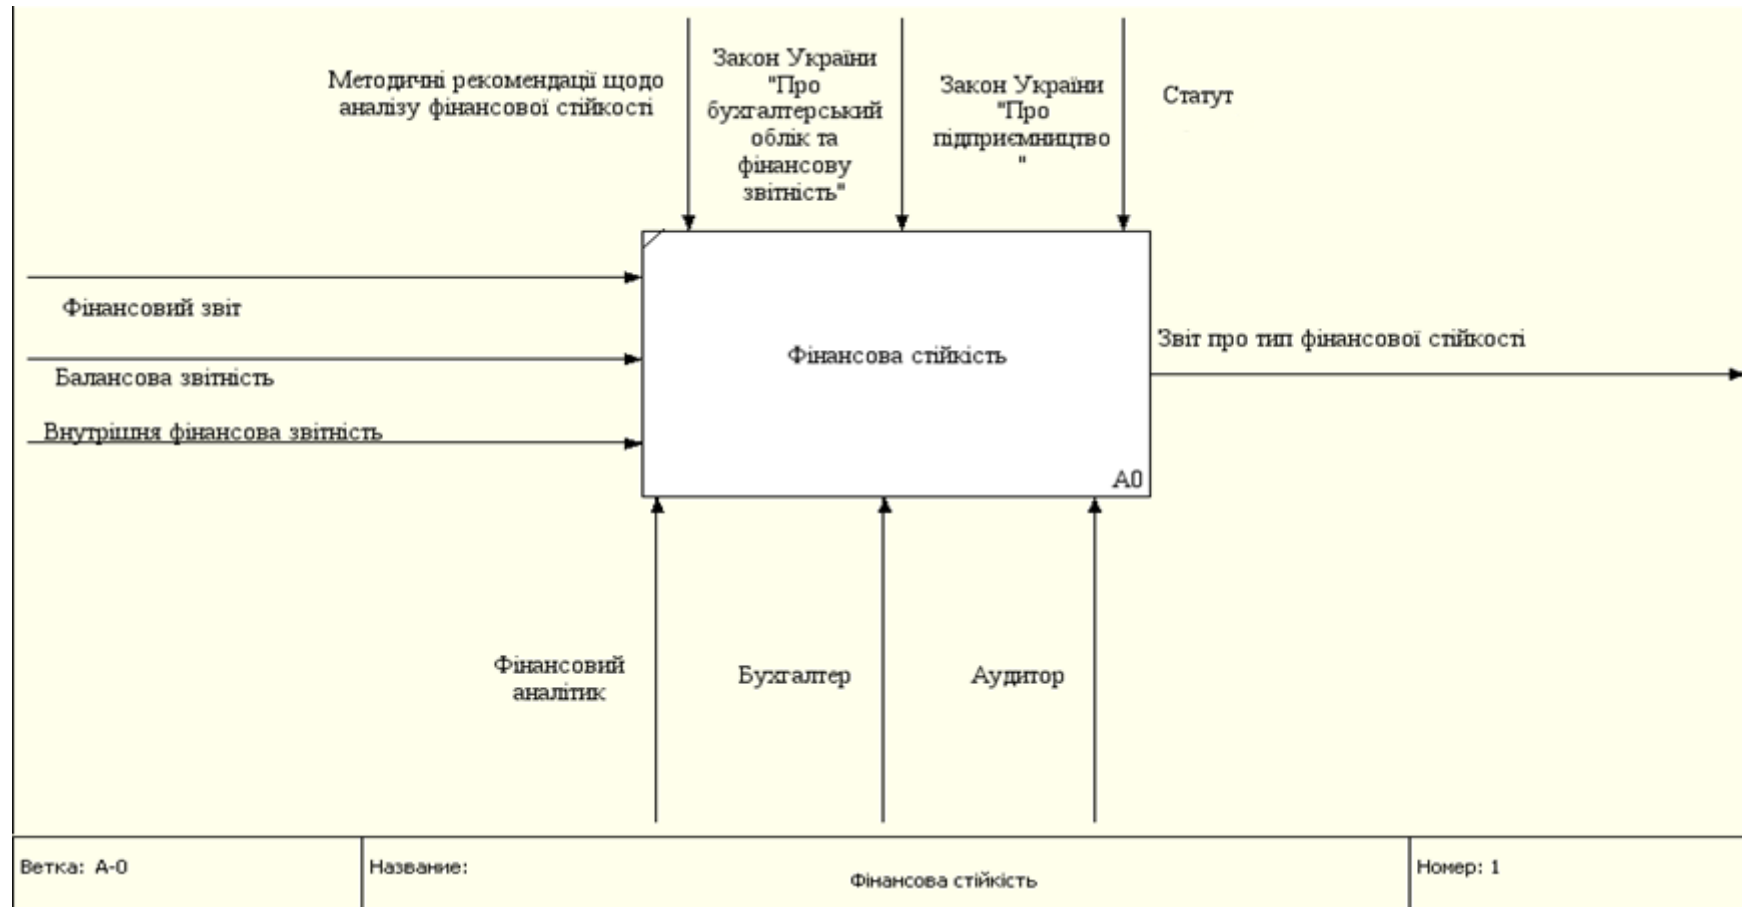 Методичні рекомендації щодо
аналізу фінансової стійкості
Закон України
"Про
бухгалтерський
облік та
фінансову
звітність"
Закон України
"Про
підприємництво
"
Статут
Фінансовий звіт
Балансова звітність
Внутрішня фінансова звітність
Фінансова стійкість
A0
Звіт про тип фінансової стійкості
Фінансовий
аналітик
Бухгалтер
Аудитор
Ветка: A-0
Название:
Фінансова стійкість
Номер: 1